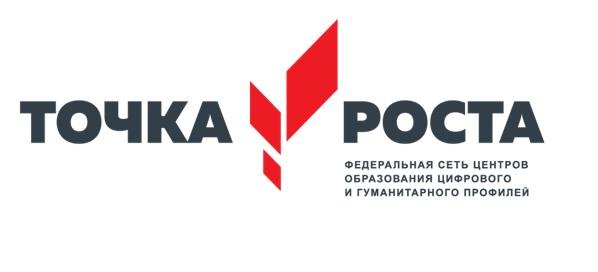 ТОЧКА РОСТА
ФЕДЕРАЛЬНАЯ СЕТЬ ЦЕНТРОВ
ОБРАЗОВАНИЯ ЦИФРОВОГО
И ГУМАНИТАРНОГО ПРОФИЛЕЙ